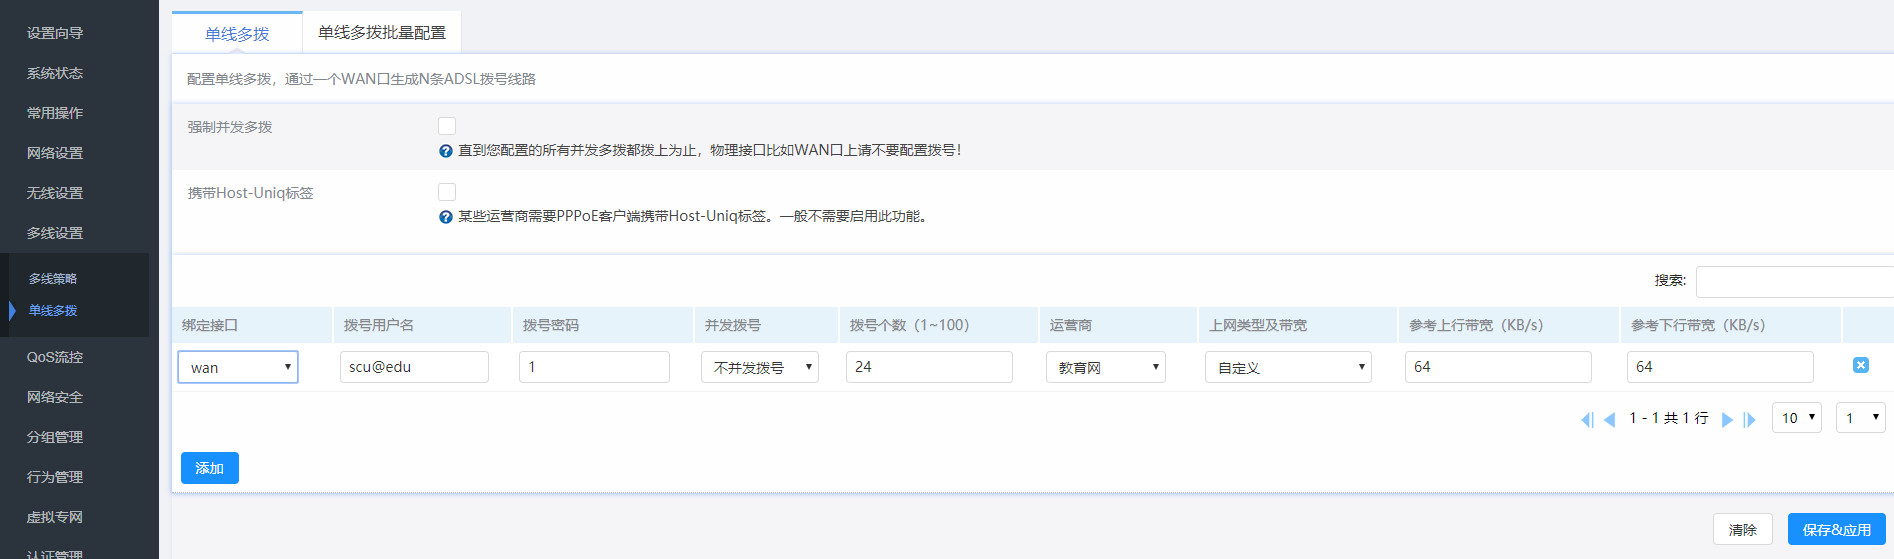 设置向导
系统状态
常用操作
网络设置
无线设置
多线设置
多线策略
单线多拨
QoS流控
网络安全
分组管理
行为管理
虚拟专网
认证管理
单线多拨 单线多拨批量配置
配置单线多拨，通过一个WAN口生成N条ADSL拨号线路
强制并发多拨
直到您配置的所有并发多拨都拨上为止，物理接口比如WAN口上请不要配置拨号！
携带Host-Uniq标签
某些运营商需要PPPoE客户端携带Host-Uniq标签。一般不需要启用此功能。
搜索:
绑定接口 拨号用户名 拨号密码 并发拨号 拨号个数（1~100） 运营商 上网类型及带宽 参考上行带宽（KB/s） 参考下行带宽（KB/s）
wan scu@edu 1 不并发拨号 24 教育网 自定义 64 64
1 - 1 共 1 行 10 1
添加
清除 保存&应用